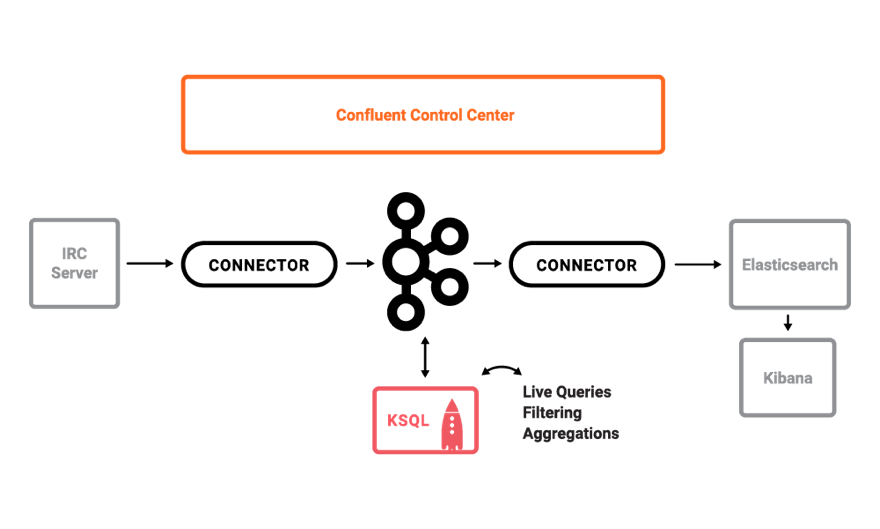 Confluent Control Center
IRC
Server
CONNECTOR
CONNECTOR
Elasticsearch
Kibana
KSQL
Live Queries
Filtering
Aggregations